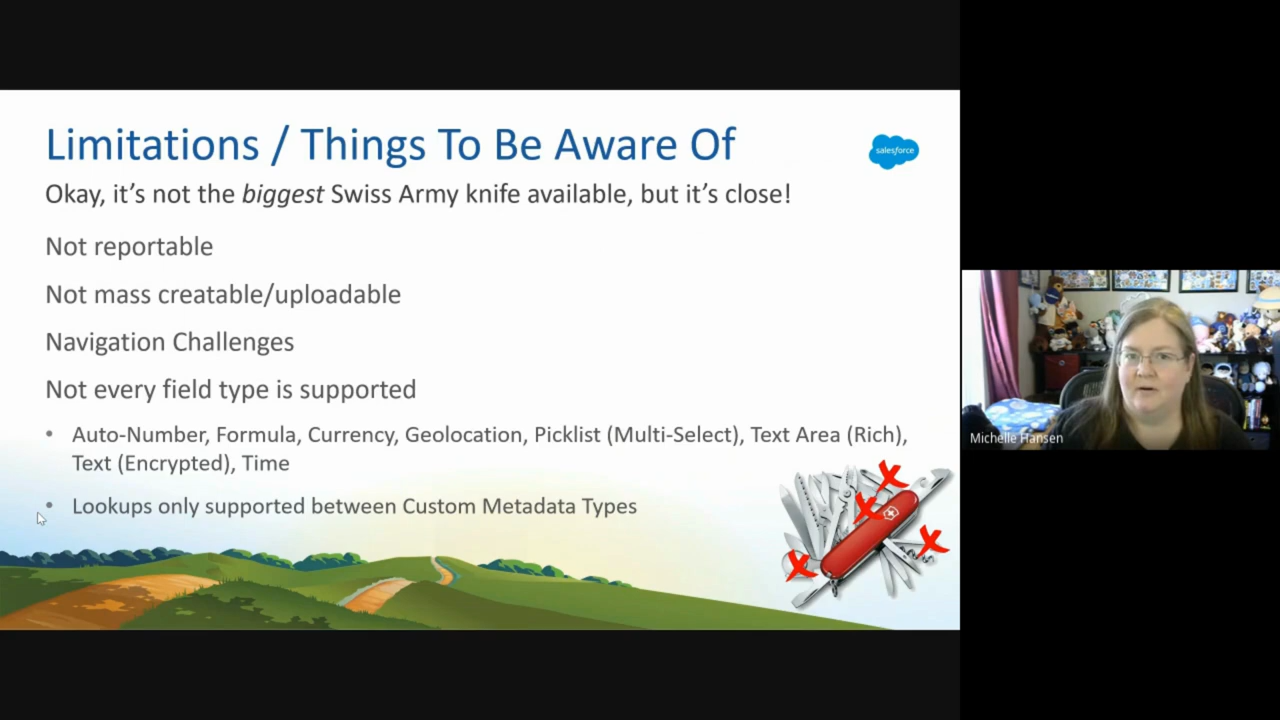 Limitations / Things To Be Aware Of
salesforce
Okay, it's not the biggest Swiss Army knife available, but it's close!
Not reportable
Not mass creatable/uploadable
Navigation Challenges
Not every field type is supported
• Auto-Number, Formula, Currency, Geolocation, Picklist (Multi-Select), Text Area (Rich),
Text (Encrypted), Time
• Lookups only supported between Custom Metadata Types
Michelle Hansen